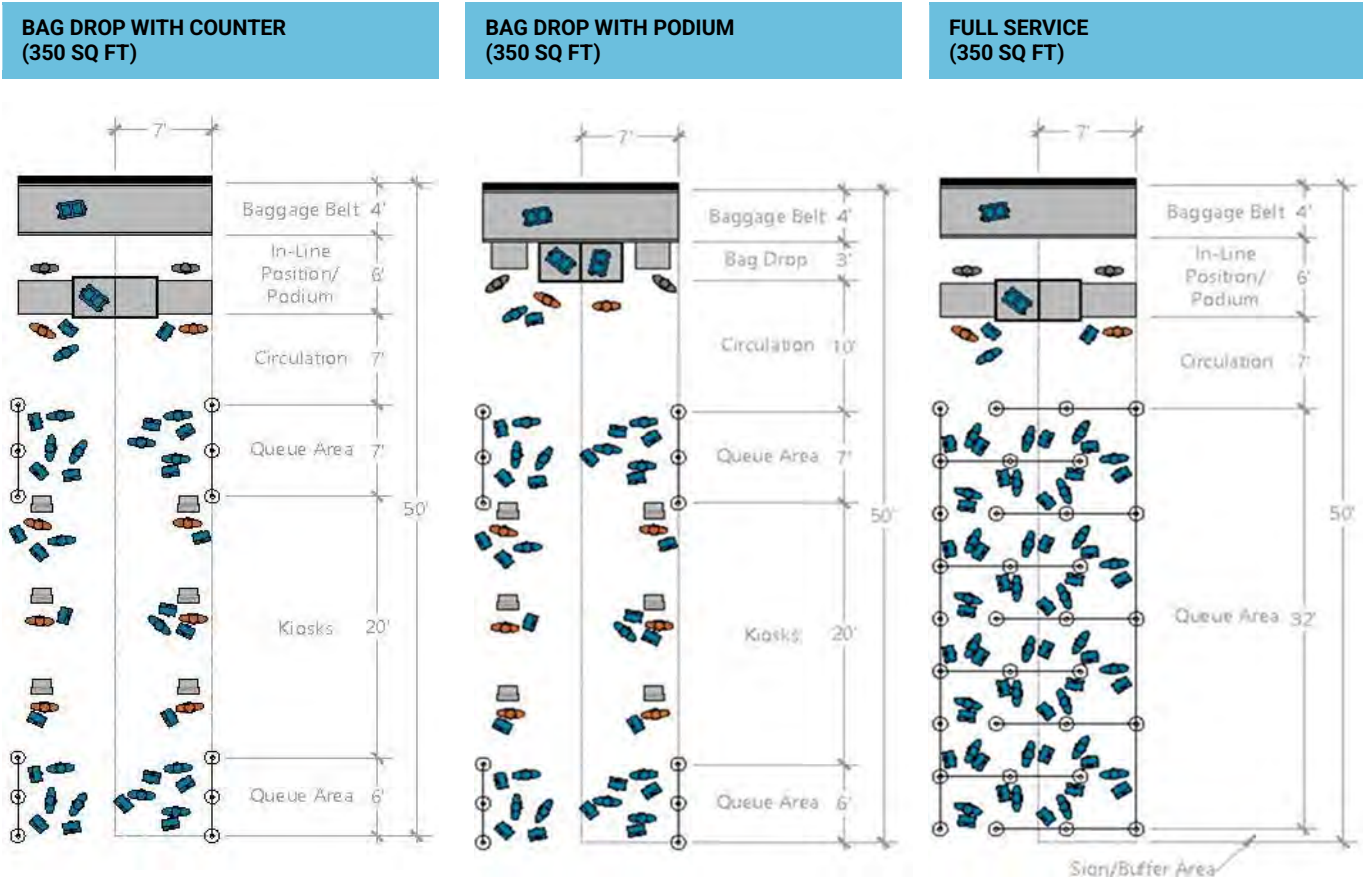 BAG DROP WITH COUNTER
(350 SQ FT)
7'
Baggage Belt 4'
In-Line
Position/
Podium
6'
Circulation 7'
Queue Area 7'
50'
Kiosks 20'
Queue Area 6'
BAG DROP WITH PODIUM
(350 SQ FT)
7'
Baggage Belt 4'
Bag Drop 3'
Circulation 10'
Queue Area 7'
50'
Kiosks 20'
Queue Area 6'
FULL SERVICE
(350 SQ FT)
7'
Baggage Belt 4'
In-Line
Position/
Podium
6'
Circulation 7'
50'
Queue Area 32'
Sign/Buffer Area